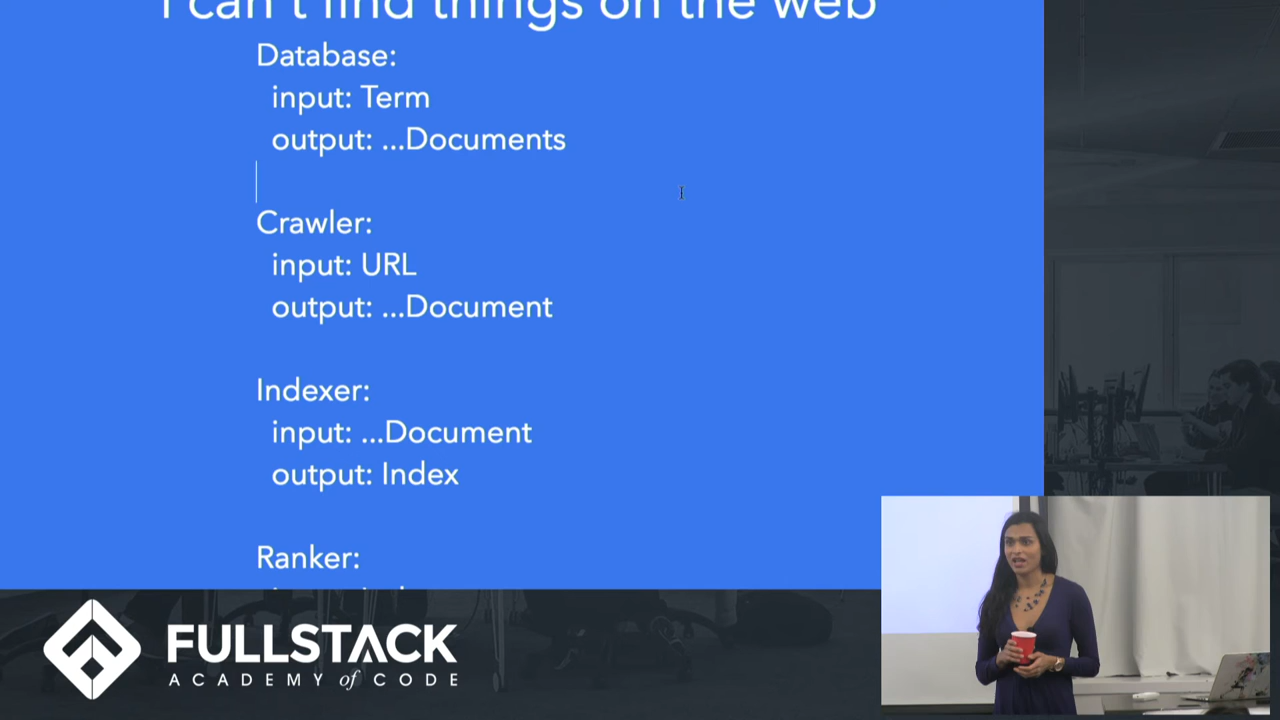 I can't find things on the web
Database:
input: Term
output: ...Documents
Crawler:
input: URL
output: ...Document
Indexer:
input: ...Document
output: Index
Ranker:
FULLSTACK
ACADEMY of CODE